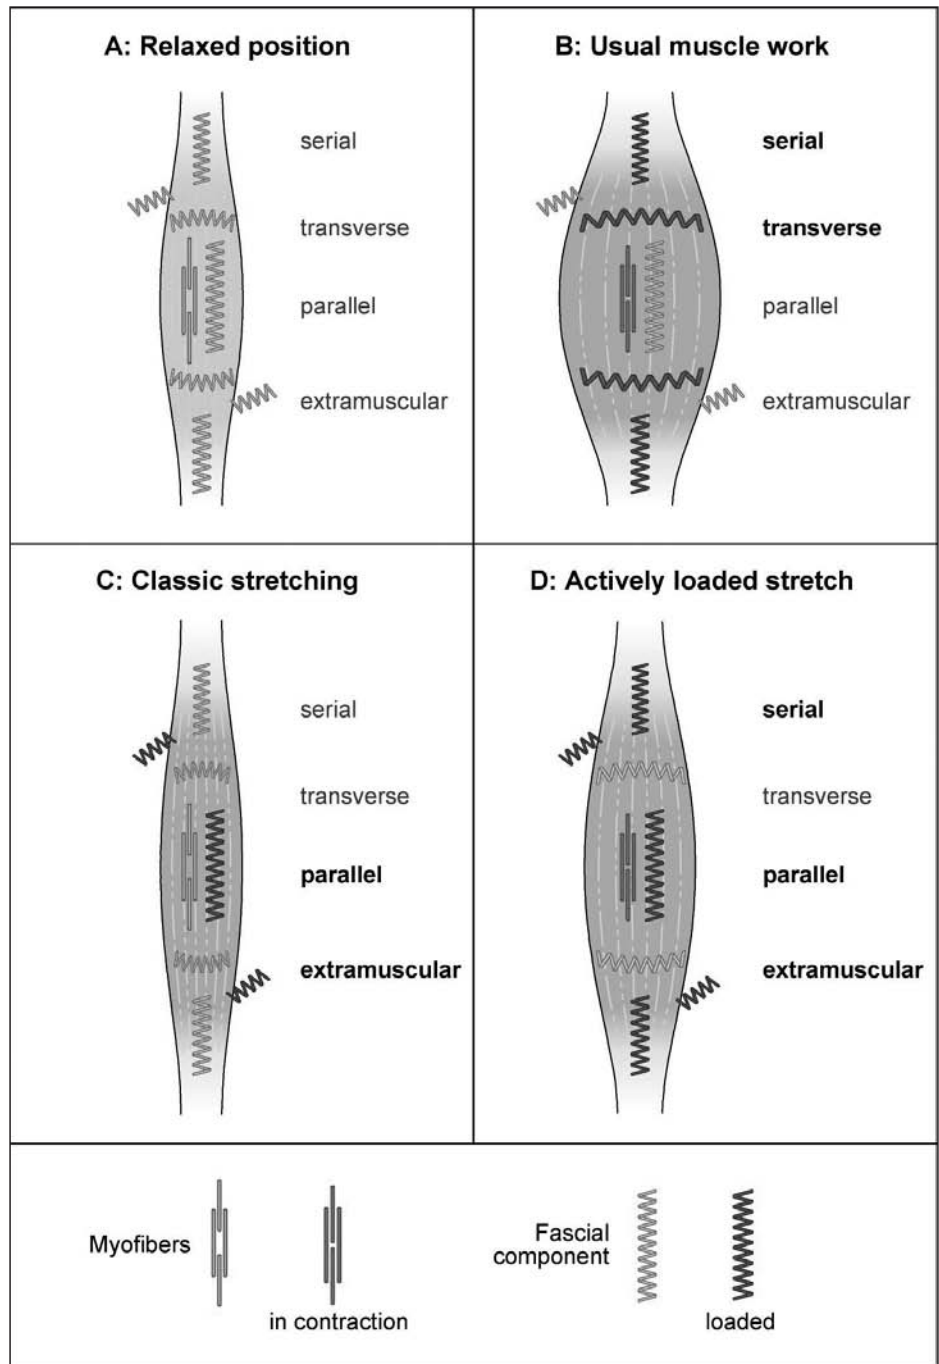 A: Relaxed position
serial
transverse
parallel
extramuscular
B: Usual muscle work
serial
transverse
parallel
extramuscular
C: Classic stretching
serial
transverse
parallel
extramuscular
D: Actively loaded stretch
serial
transverse
parallel
extramuscular
Myofibers
in contraction
Fascial
component
loaded